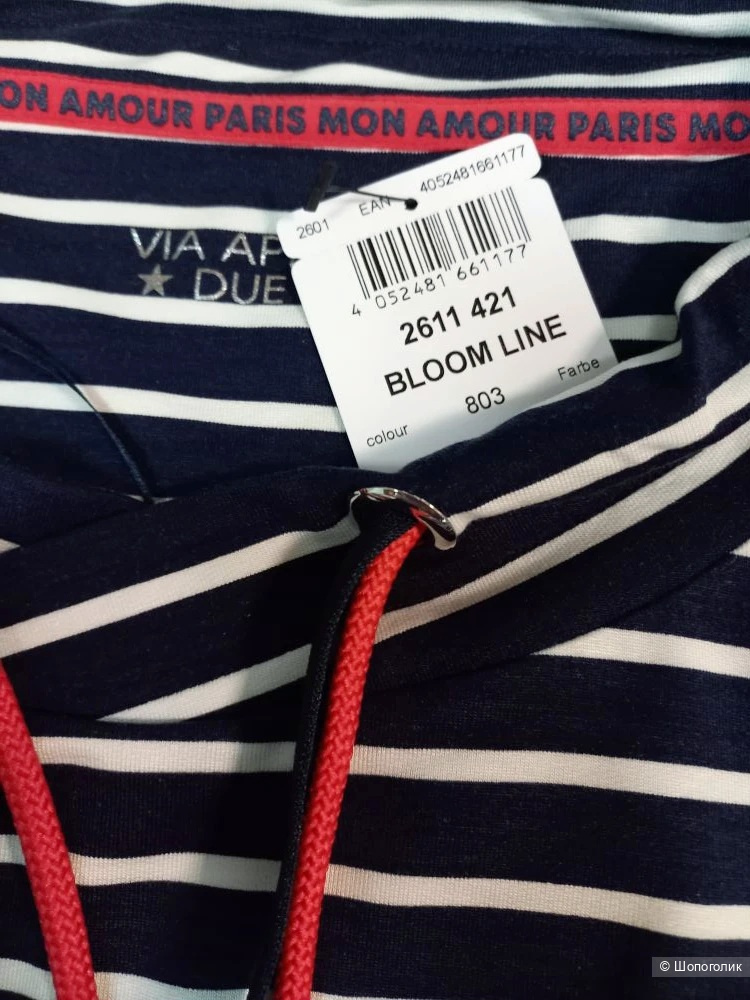 ON AMOUR PARIS MON AMOUR PARIS MO
2601 EAN 4052481661177
4 052481 661177
2611 421
BLOOM LINE
colour 803 Farbe
VIA AP
★ DUE
© Шопоголик